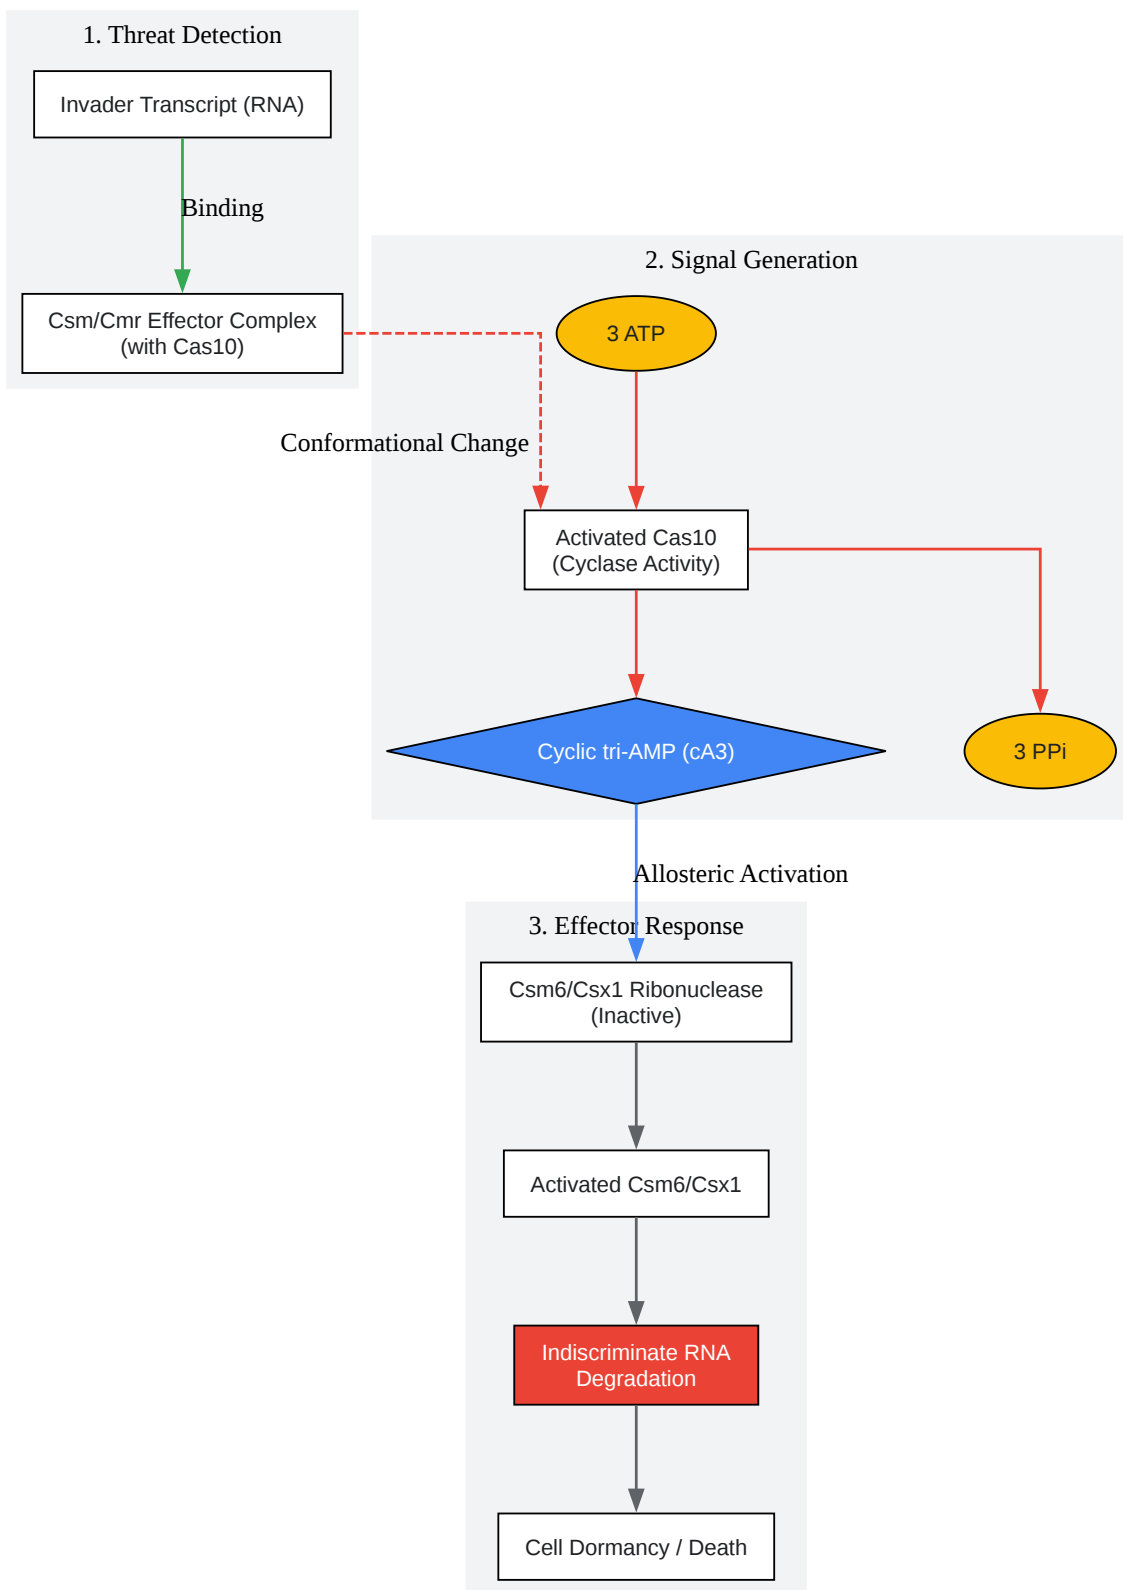 1. Threat Detection
Invader Transcript (RNA)
Binding
Csm/Cmr Effector Complex
(with Cas10)
2. Signal Generation
3 ATP
Conformational Change
Activated Cas10
(Cyclase Activity)
Cyclic tri-AMP (cA3)
3 PPi
Allosteric Activation
3. Effector Response
Csm6/Csx1 Ribonuclease
(Inactive)
Activated Csm6/Csx1
Indiscriminate RNA
Degradation
Cell Dormancy / Death